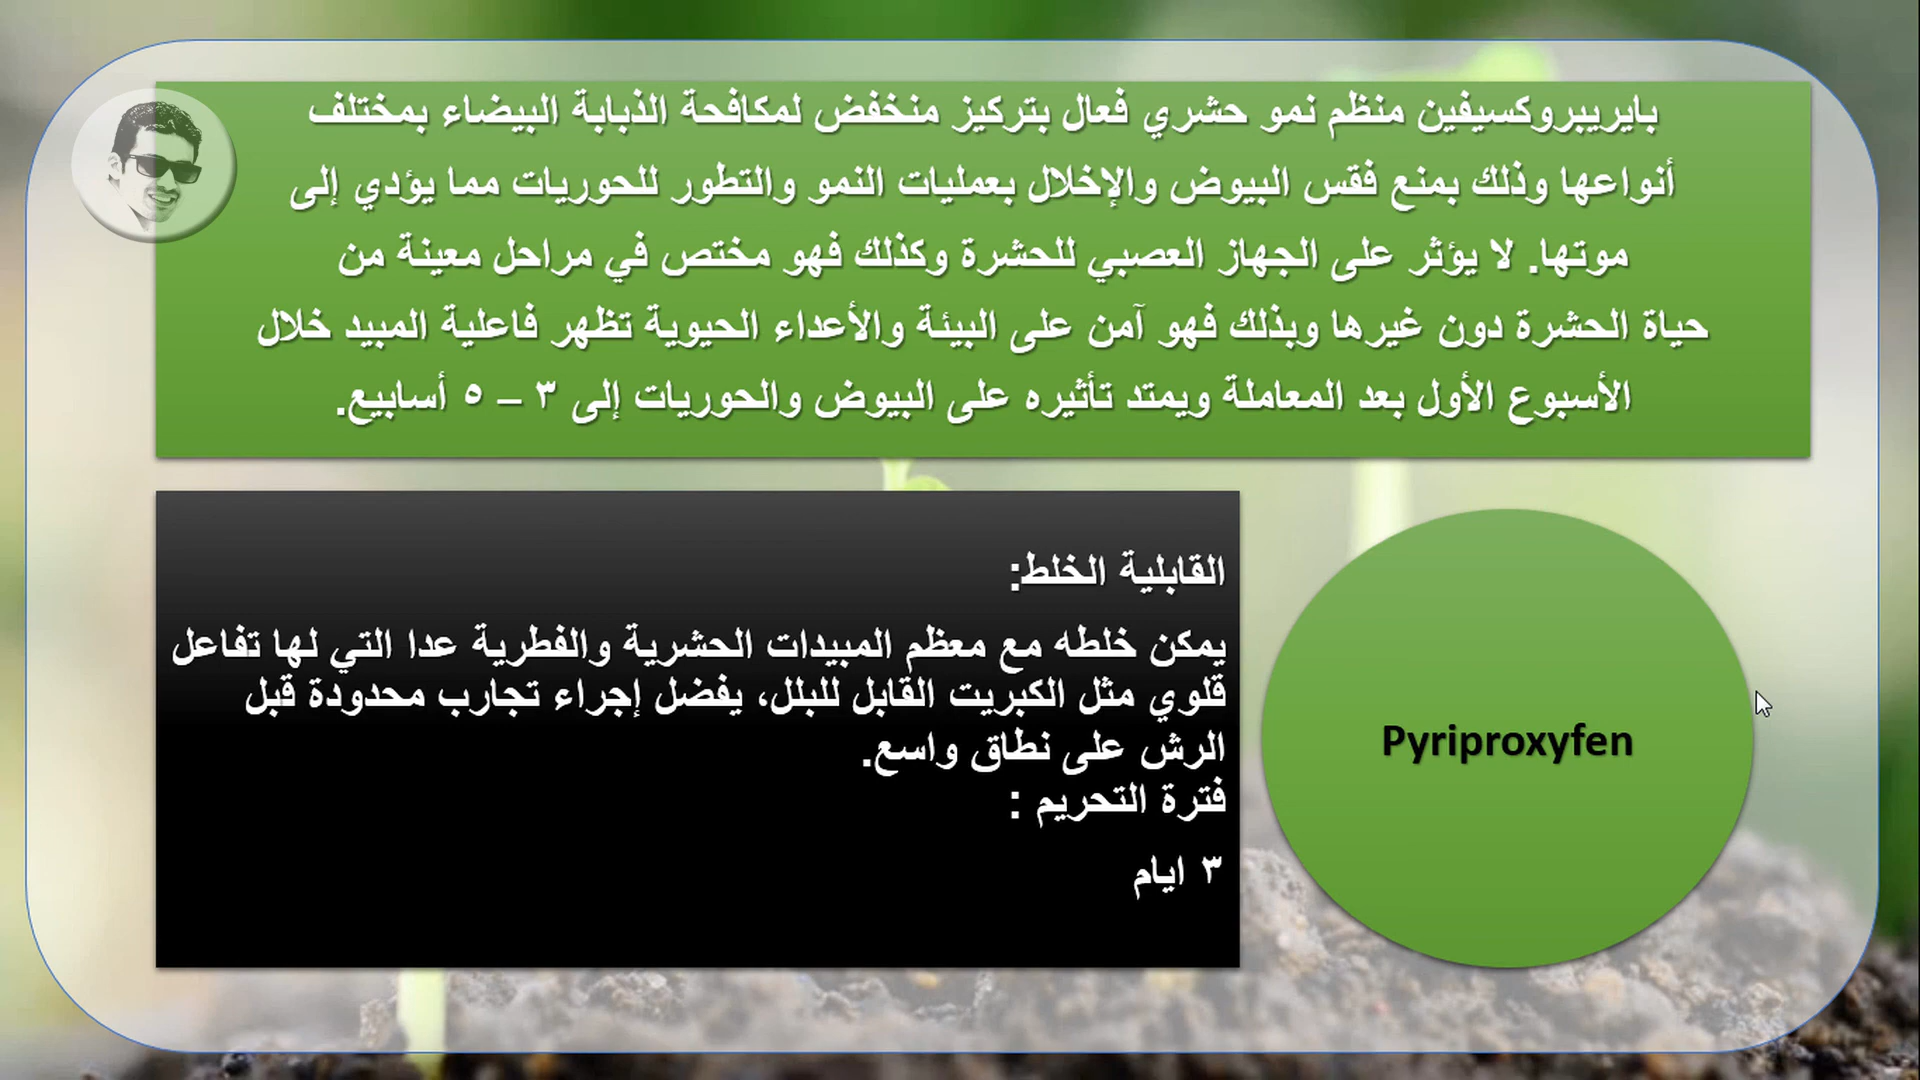 بايريبروكسيفين منظم نمو حشري فعال بتركيز منخفض لمكافحة الذبابة البيضاء بمختلف
أنواعها وذلك بمنع فقس البيوض والإخلال بعمليات النمو والتطور للحوريات مما يؤدي إلى
موتها. لا يؤثر على الجهاز العصبي للحشرة وكذلك فهو مختص في مراحل معينة من
حياة الحشرة دون غيرها وبذلك فهو آمن على البيئة والأعداء الحيوية تظهر فاعلية المبيد خلال
الأسبوع الأول بعد المعاملة ويمتد تأثيره على البيوض والحوريات إلى ٣ – ٥ أسابيع.
القابلية الخلط:
يمكن خلطه مع معظم المبيدات الحشرية والفطرية عدا التي لها تفاعل
قلوي مثل الكبريت القابل للبلل، يفضل إجراء تجارب محدودة قبل
الرش على نطاق واسع.
فترة التحريم :
٣ ايام
Pyriproxyfen